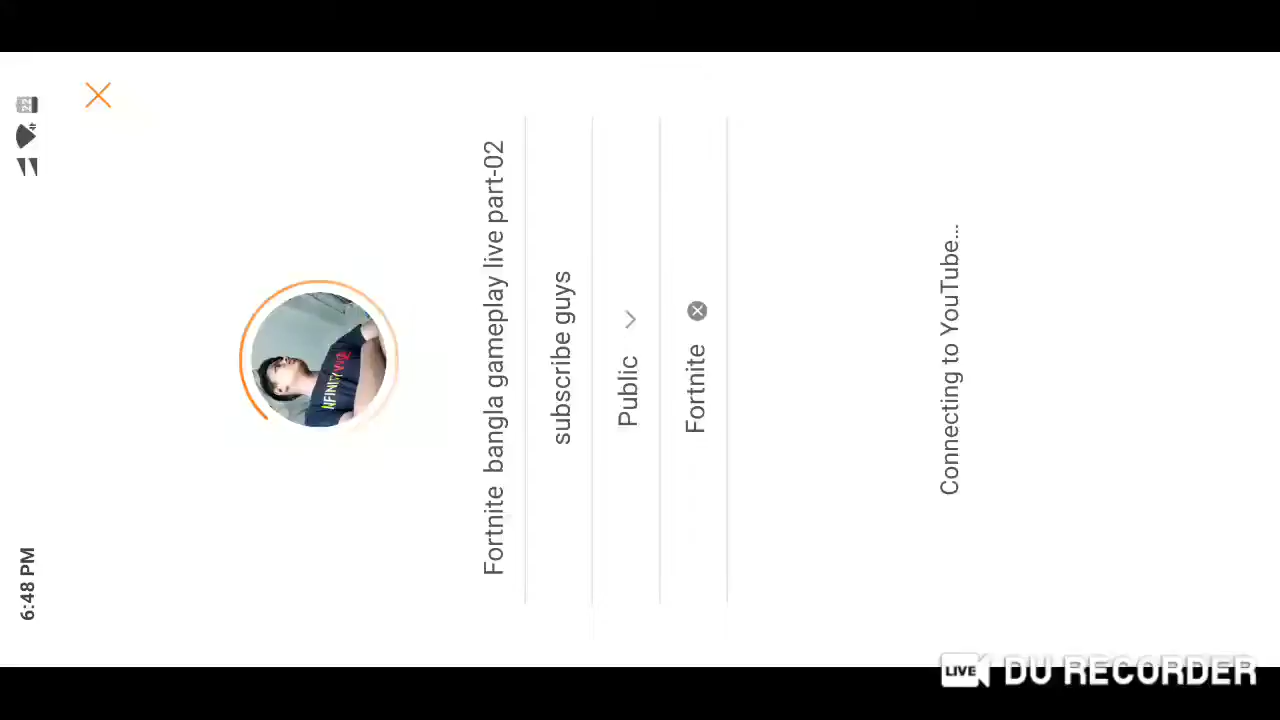 6:48 PM
22
INFINITY
Fortnite bangla gameplay live part-02
subscribe guys
Public
Fortnite
Connecting to YouTube...
LIVE DU RECORDER